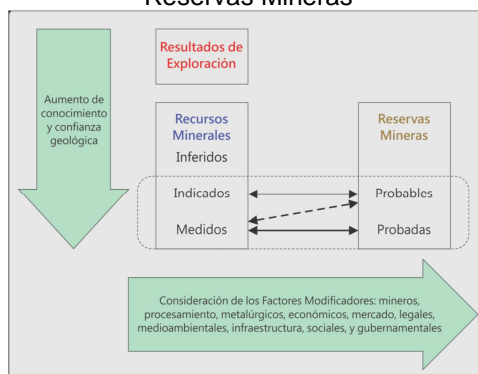 Reservas Mineras
Resultados de
Exploración
Aumento de
conocimiento
y confianza
geológica
Recursos
Minerales
Inferidos
Indicados
Medidos
Reservas
Mineras
Probables
Probadas
Consideración de los Factores Modificadores: mineros,
procesamiento, metalúrgicos, económicos, mercado, legales,
medioambientales, infraestructura, sociales, y gubernamentales